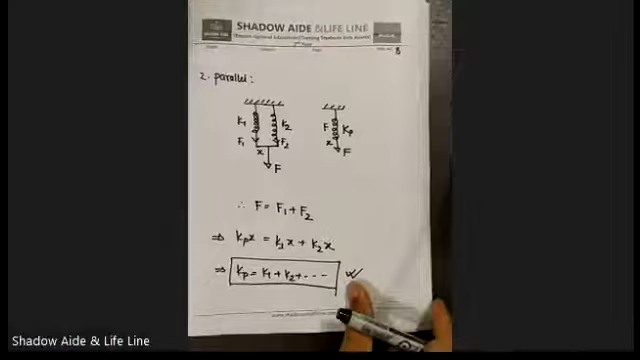 SHADOW AIDE & LIFE LINE
8
2. parallel:
K1 K2 F Kp
F1 x F2 x F
F
∴ F = F1 + F2
⇒ Kpx = K1x + K2x
⇒ Kp = K1 + K2 + - - -
Shadow Aide & Life Line